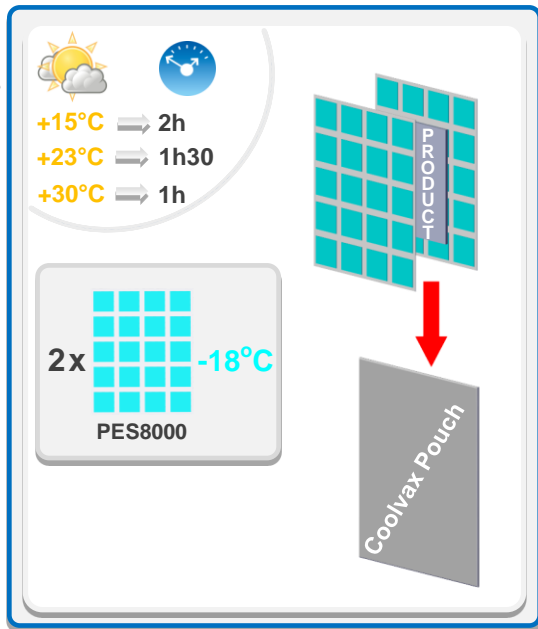 +15°C 2h
+23°C 1h30
+30°C 1h
PRODUCT
2x -18°C
PES8000
Coolvax Pouch